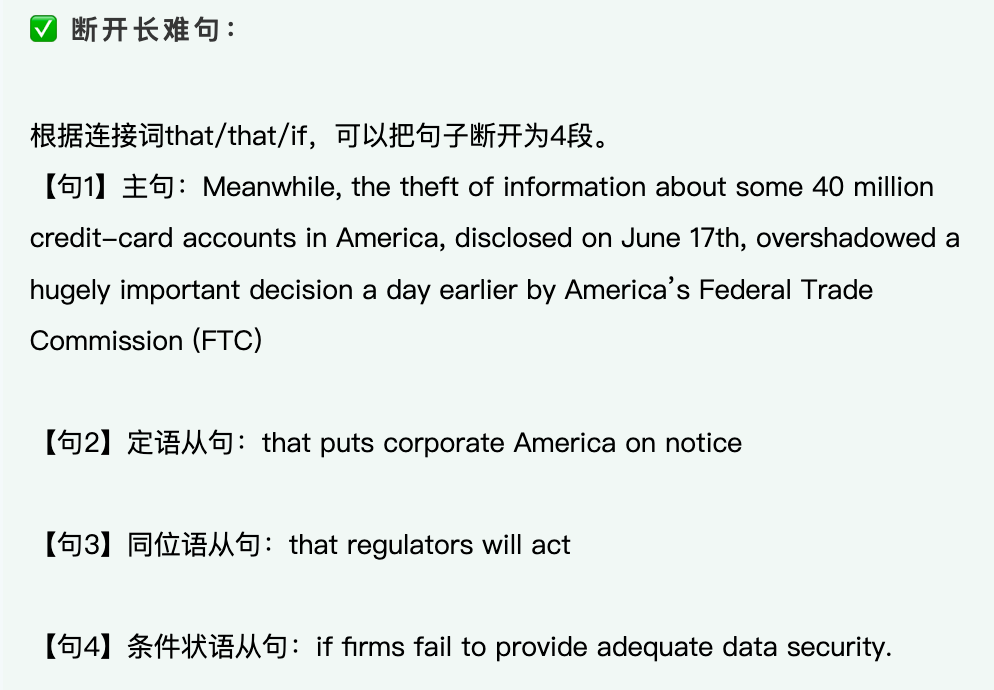 ✅ 断开长难句：
根据连接词that/that/if，可以把句子断开为4段。
【句1】主句：Meanwhile, the theft of information about some 40 million
credit-card accounts in America, disclosed on June 17th, overshadowed a
hugely important decision a day earlier by America’s Federal Trade
Commission (FTC)
【句2】定语从句：that puts corporate America on notice
【句3】同位语从句：that regulators will act
【句4】条件状语从句：if firms fail to provide adequate data security.